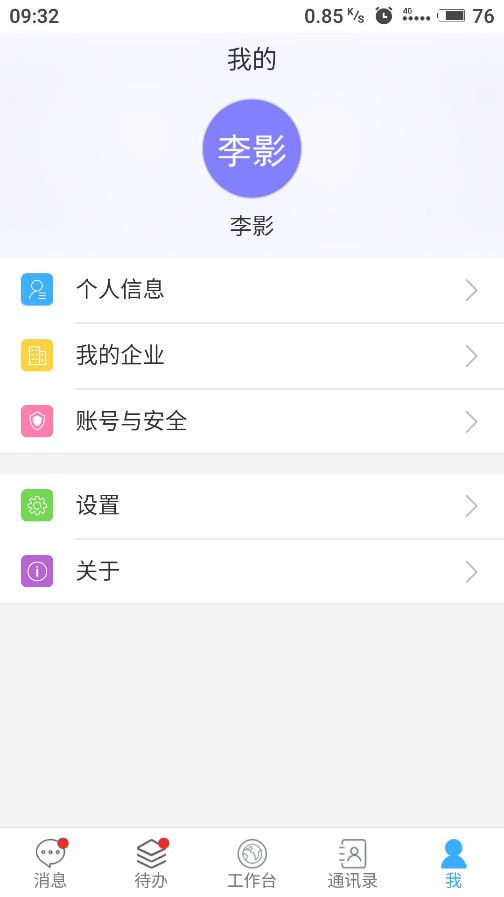 09:32 0.85 K/s 4G 76
我的
李影
李影
个人信息
我的企业
账号与安全
设置
关于
消息 待办 工作台 通讯录 我